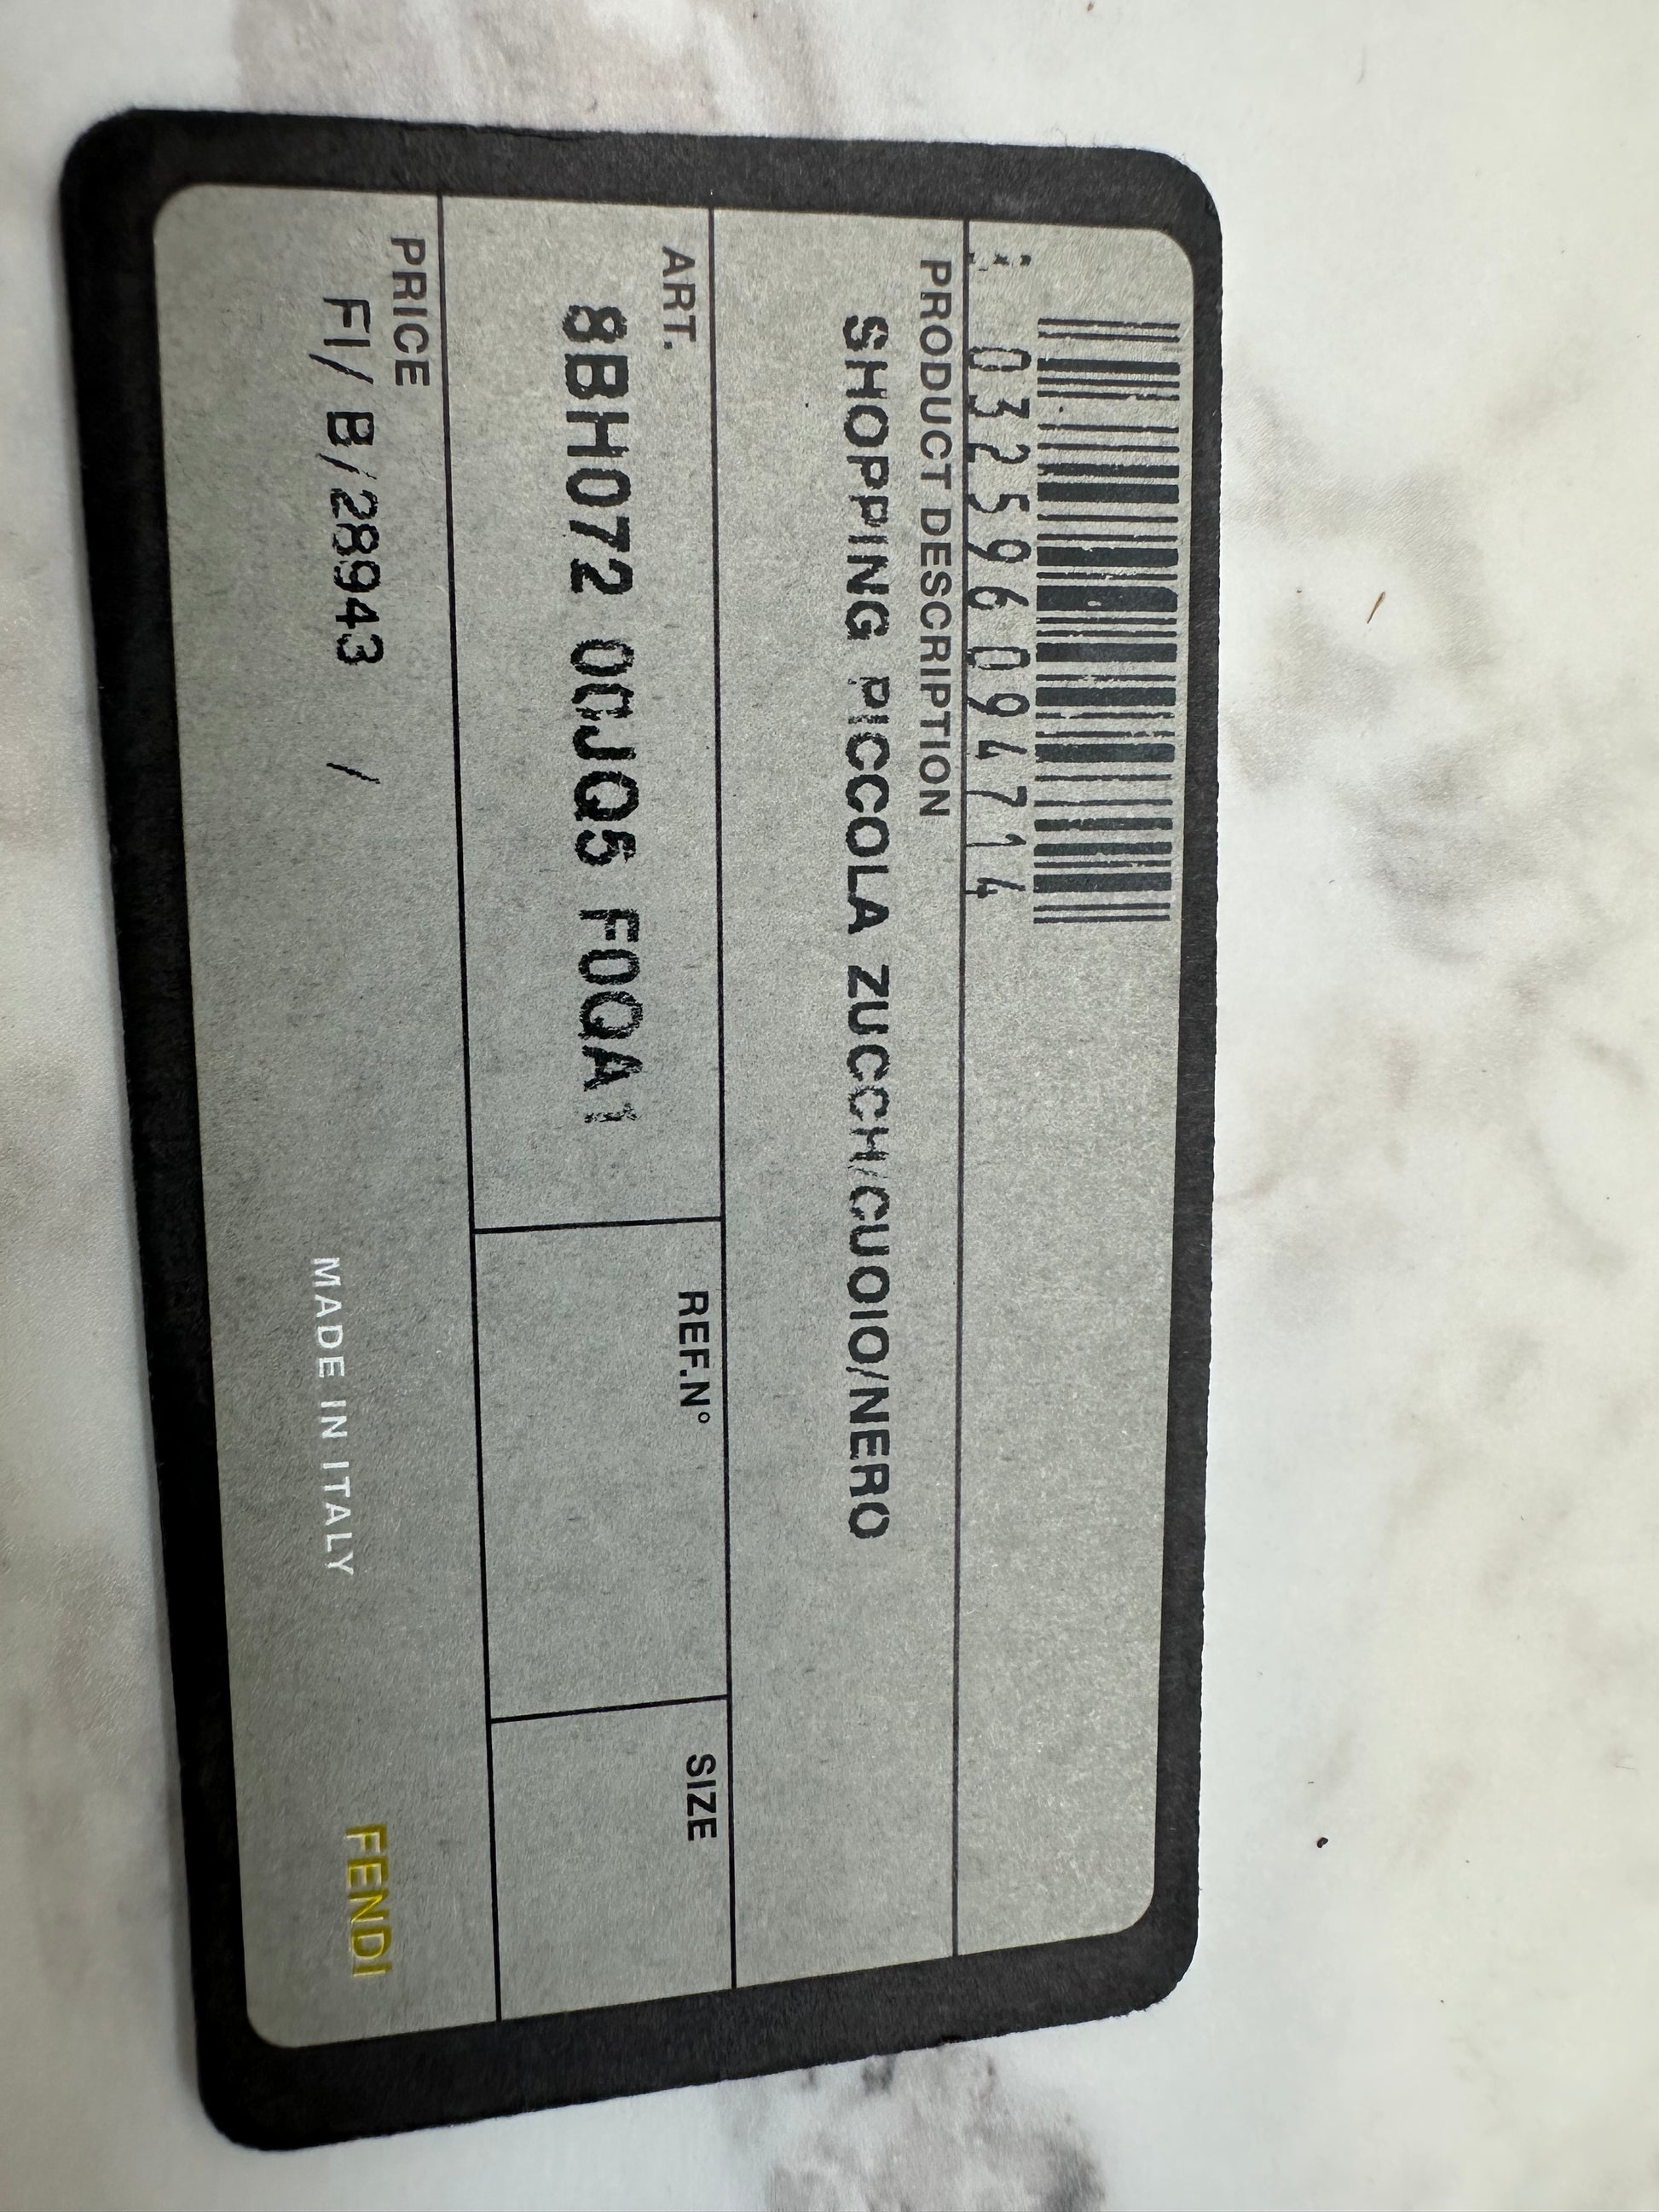 0325960947144
PRODUCT DESCRIPTION
SHOPPING PICCOLA ZUCCH/CUOIO/NERO
ART.
8BH072 00JQ5 F0QA1
REF.N°
SIZE
PRICE
FI/ B/28943 /
MADE IN ITALY
FENDI